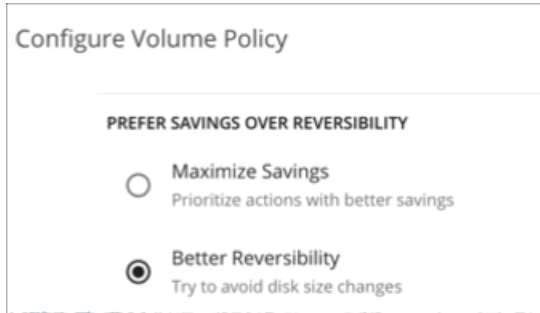 Configure Volume Policy
PREFER SAVINGS OVER REVERSIBILITY
Maximize Savings
Prioritize actions with better savings
Better Reversibility
Try to avoid disk size changes